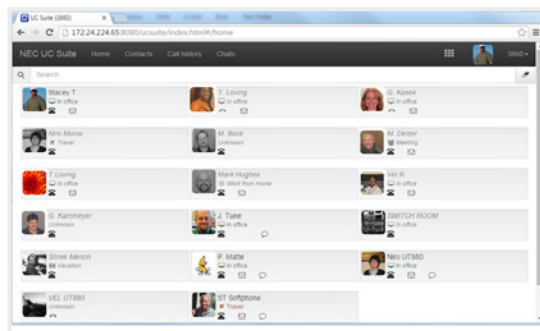 UC Suite (3860)
172.24.224.65:8080/ucsuite/index.html#/home
NEC UC Suite Home Contacts Call history Chats 3860
Search
Stacey T. T. Loving G. Kasek
In office In office In office
Niro Monai M. Bock M. Deizer
Travel Unknown Meeting
T.Loving Mark Hughes Vel R
In office Work from Home In office
G. Kammeyer J. Tune SWITCH ROOM
Unknown In office In office
Shree Menon P. Matte Niro UT880
Vacation In office In office
VEL UT880 ST Softphone
Unknown Travel